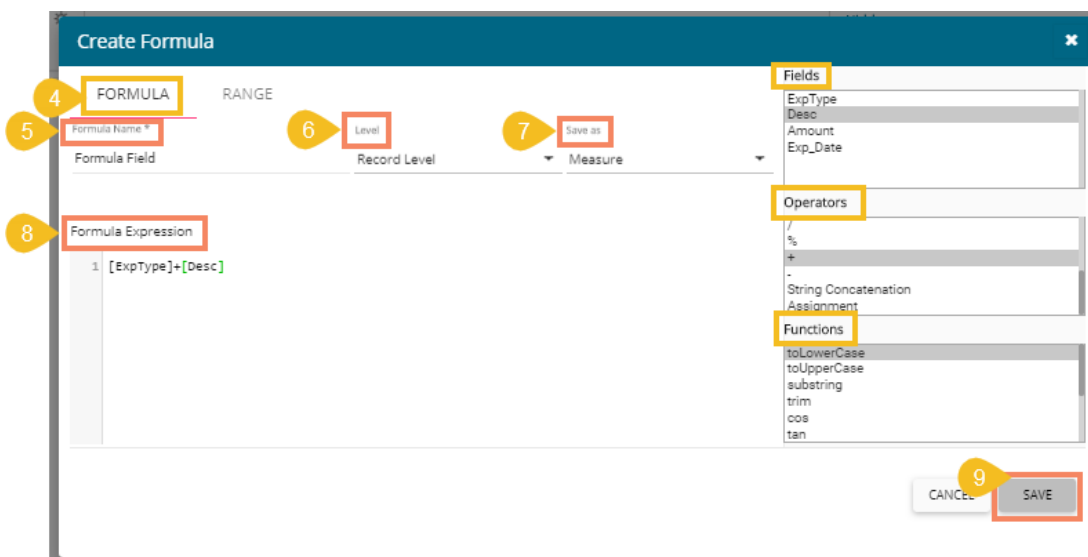 Create Formula
4
FORMULA
RANGE
5
Formula Name *
6
Level
7
Save as
Formula Field
Record Level
Measure
8
Formula Expression
1 [ExpType]+[Desc]
Fields
ExpType
Desc
Amount
Exp_Date
Operators
/
%
+
-
String Concatenation
Assignment
Functions
toLowerCase
toUpperCase
substring
trim
cos
tan
9
CANCEL
SAVE